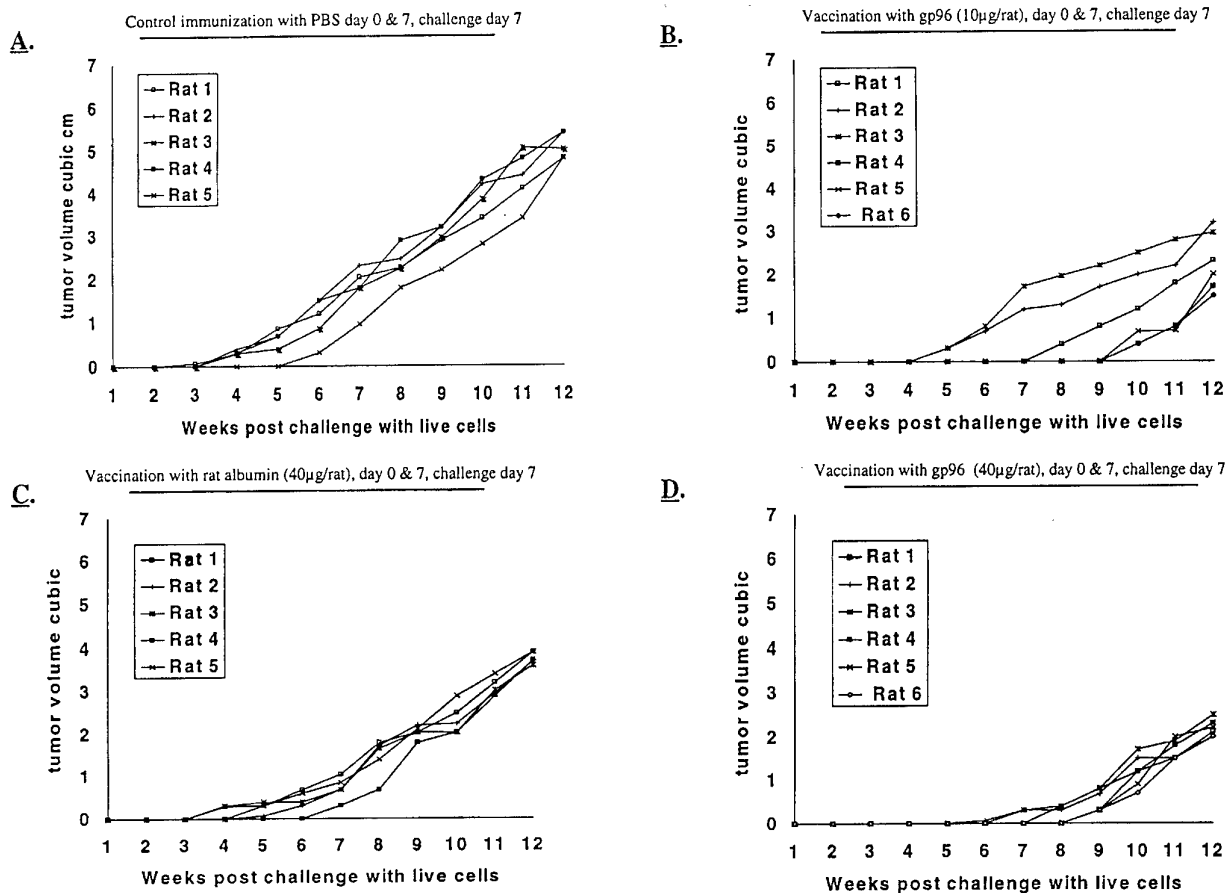 Control immunization with PBS day 0 & 7, challenge day 7
A.
7
6
5
4
3
2
1
0
tumor volume cubic cm
Rat 1
Rat 2
Rat 3
Rat 4
Rat 5
1 2 3 4 5 6 7 8 9 10 11 12
Weeks post challenge with live cells
Vaccination with gp96 (10µg/rat), day 0 & 7, challenge day 7
B.
7
6
5
4
3
2
1
0
tumor volume cubic
Rat 1
Rat 2
Rat 3
Rat 4
Rat 5
Rat 6
1 2 3 4 5 6 7 8 9 10 11 12
Weeks post challenge with live cells
Vaccination with rat albumin (40µg/rat), day 0 & 7, challenge day 7
C.
7
6
5
4
3
2
1
0
tumor volume cubic
Rat 1
Rat 2
Rat 3
Rat 4
Rat 5
1 2 3 4 5 6 7 8 9 10 11 12
Weeks post challenge with live cells
Vaccination with gp96 (40µg/rat), day 0 & 7, challenge day 7
D.
7
6
5
4
3
2
1
0
tumor volume cubic
Rat 1
Rat 2
Rat 3
Rat 4
Rat 5
Rat 6
1 2 3 4 5 6 7 8 9 10 11 12
Weeks post challenge with live cells